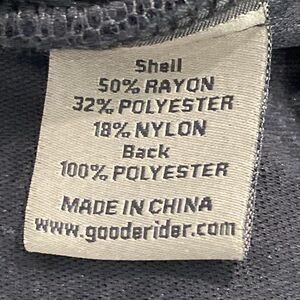 Shell
50% RAYON
32% POLYESTER
18% NYLON
Back
100% POLYESTER
MADE IN CHINA
www.gooderider.com